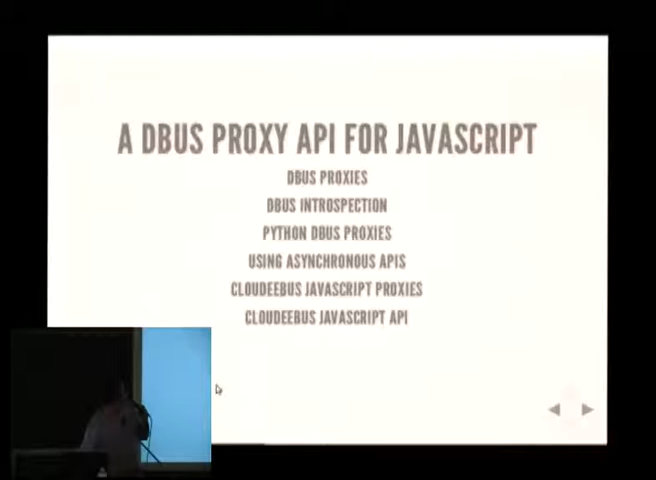 A DBUS PROXY API FOR JAVASCRIPT
DBUS PROXIES
DBUS INTROSPECTION
PYTHON DBUS PROXIES
USING ASYNCHRONOUS APIS
CLOUDEEBUS JAVASCRIPT PROXIES
CLOUDEEBUS JAVASCRIPT API